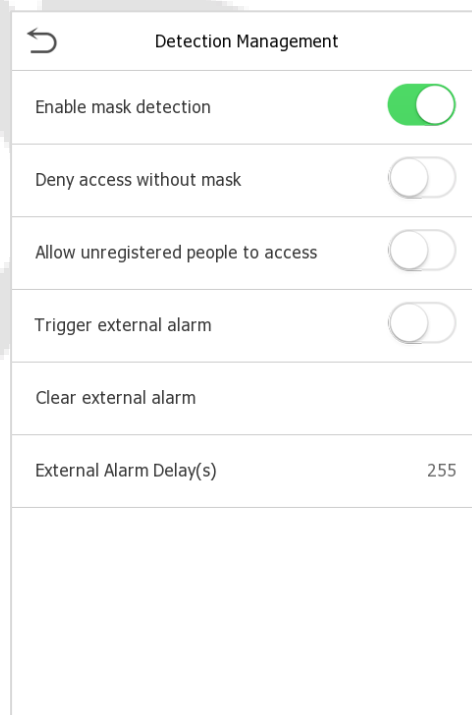 Detection Management
Enable mask detection
Deny access without mask
Allow unregistered people to access
Trigger external alarm
Clear external alarm
External Alarm Delay(s) 255